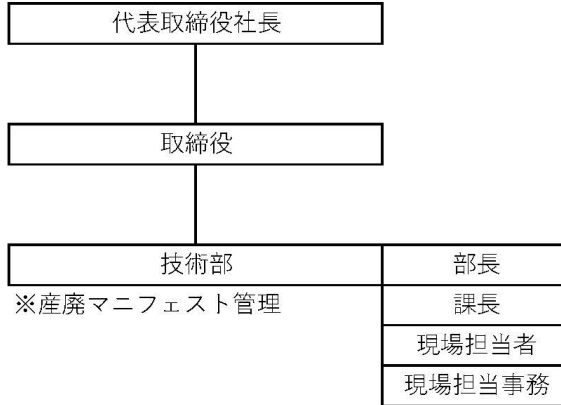 代表取締役社長
取締役
技術部 部長
※産廃マニフェスト管理 課長
現場担当者
現場担当事務